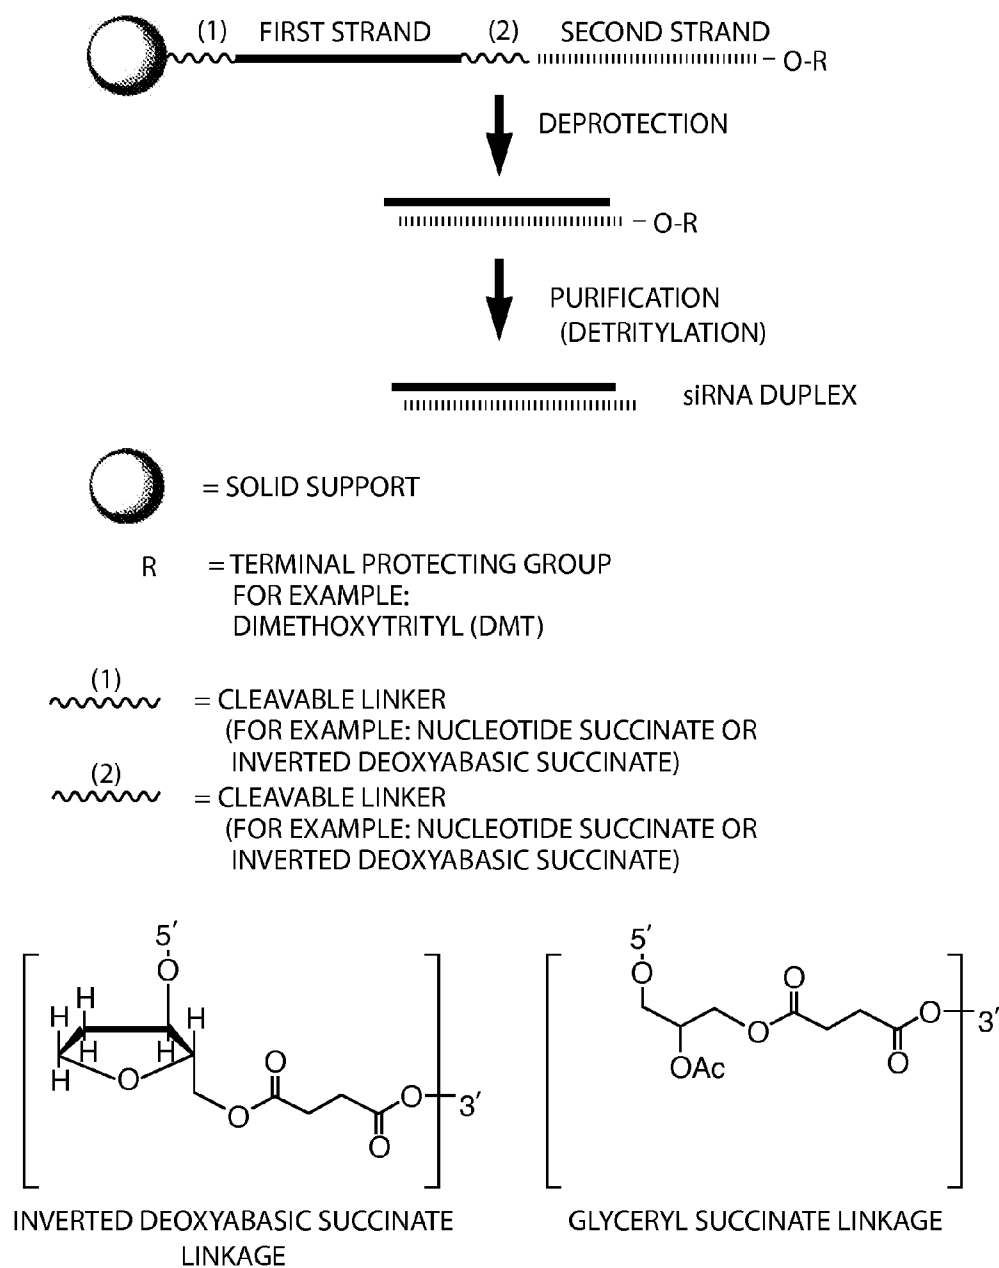 (1) FIRST STRAND (2) SECOND STRAND
– O-R
DEPROTECTION
– O-R
PURIFICATION
(DETRITYLATION)
siRNA DUPLEX
= SOLID SUPPORT
R = TERMINAL PROTECTING GROUP
FOR EXAMPLE:
DIMETHOXYTRITYL (DMT)
(1)
= CLEAVABLE LINKER
(FOR EXAMPLE: NUCLEOTIDE SUCCINATE OR
INVERTED DEOXYABASIC SUCCINATE)
(2)
= CLEAVABLE LINKER
(FOR EXAMPLE: NUCLEOTIDE SUCCINATE OR
INVERTED DEOXYABASIC SUCCINATE)
5'
O
H
H H
H H
H O
O
O
O
O
3'
INVERTED DEOXYABASIC SUCCINATE
LINKAGE
5'
O
O
O
O
3'
OAc
O
GLYCERYL SUCCINATE LINKAGE